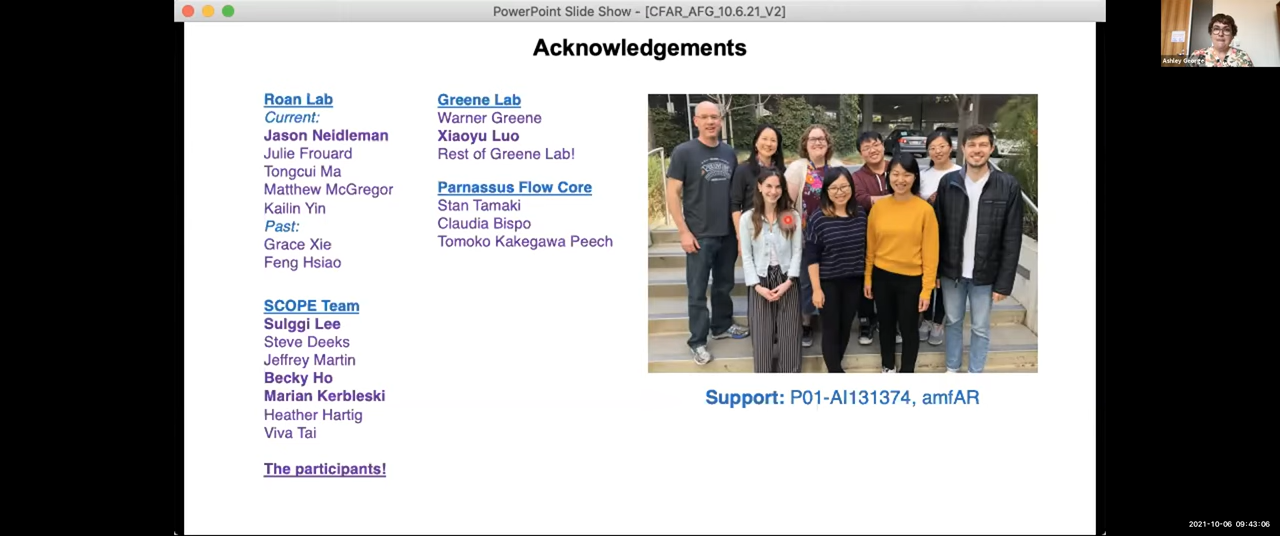 PowerPoint Slide Show - [CFAR_AFG_10.6.21_V2]
Acknowledgements
Roan Lab
Current:
Jason Neidleman
Julie Frouard
Tongcui Ma
Matthew McGregor
Kailin Yin
Past:
Grace Xie
Feng Hsiao
SCOPE Team
Sulggi Lee
Steve Deeks
Jeffrey Martin
Becky Ho
Marian Kerbleski
Heather Hartig
Viva Tai
The participants!
Greene Lab
Warner Greene
Xiaoyu Luo
Rest of Greene Lab!
Parnassus Flow Core
Stan Tamaki
Claudia Bispo
Tomoko Kakegawa Peech
Support: P01-AI131374, amfAR
Ashley George
2021-10-06 09:43:06